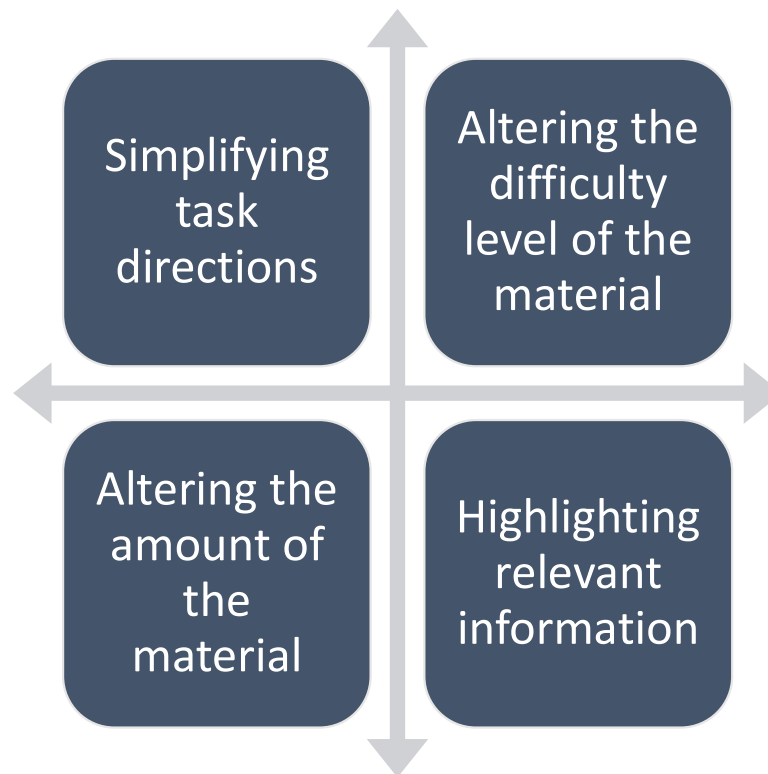 Simplifying
task
directions
Altering the
difficulty
level of the
material
Altering the
amount of
the
material
Highlighting
relevant
information